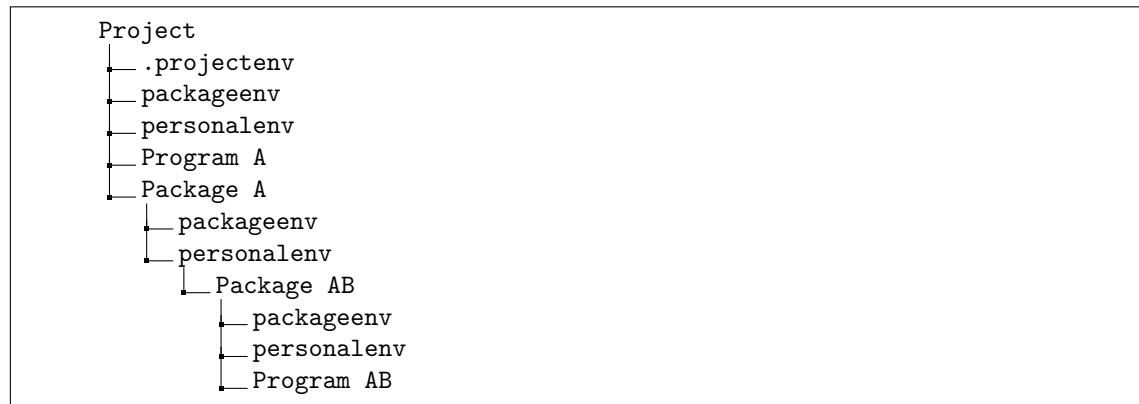 Project
.projectenv
packageenv
personalenv
Program A
Package A
packageenv
personalenv
Package AB
packageenv
personalenv
Program AB